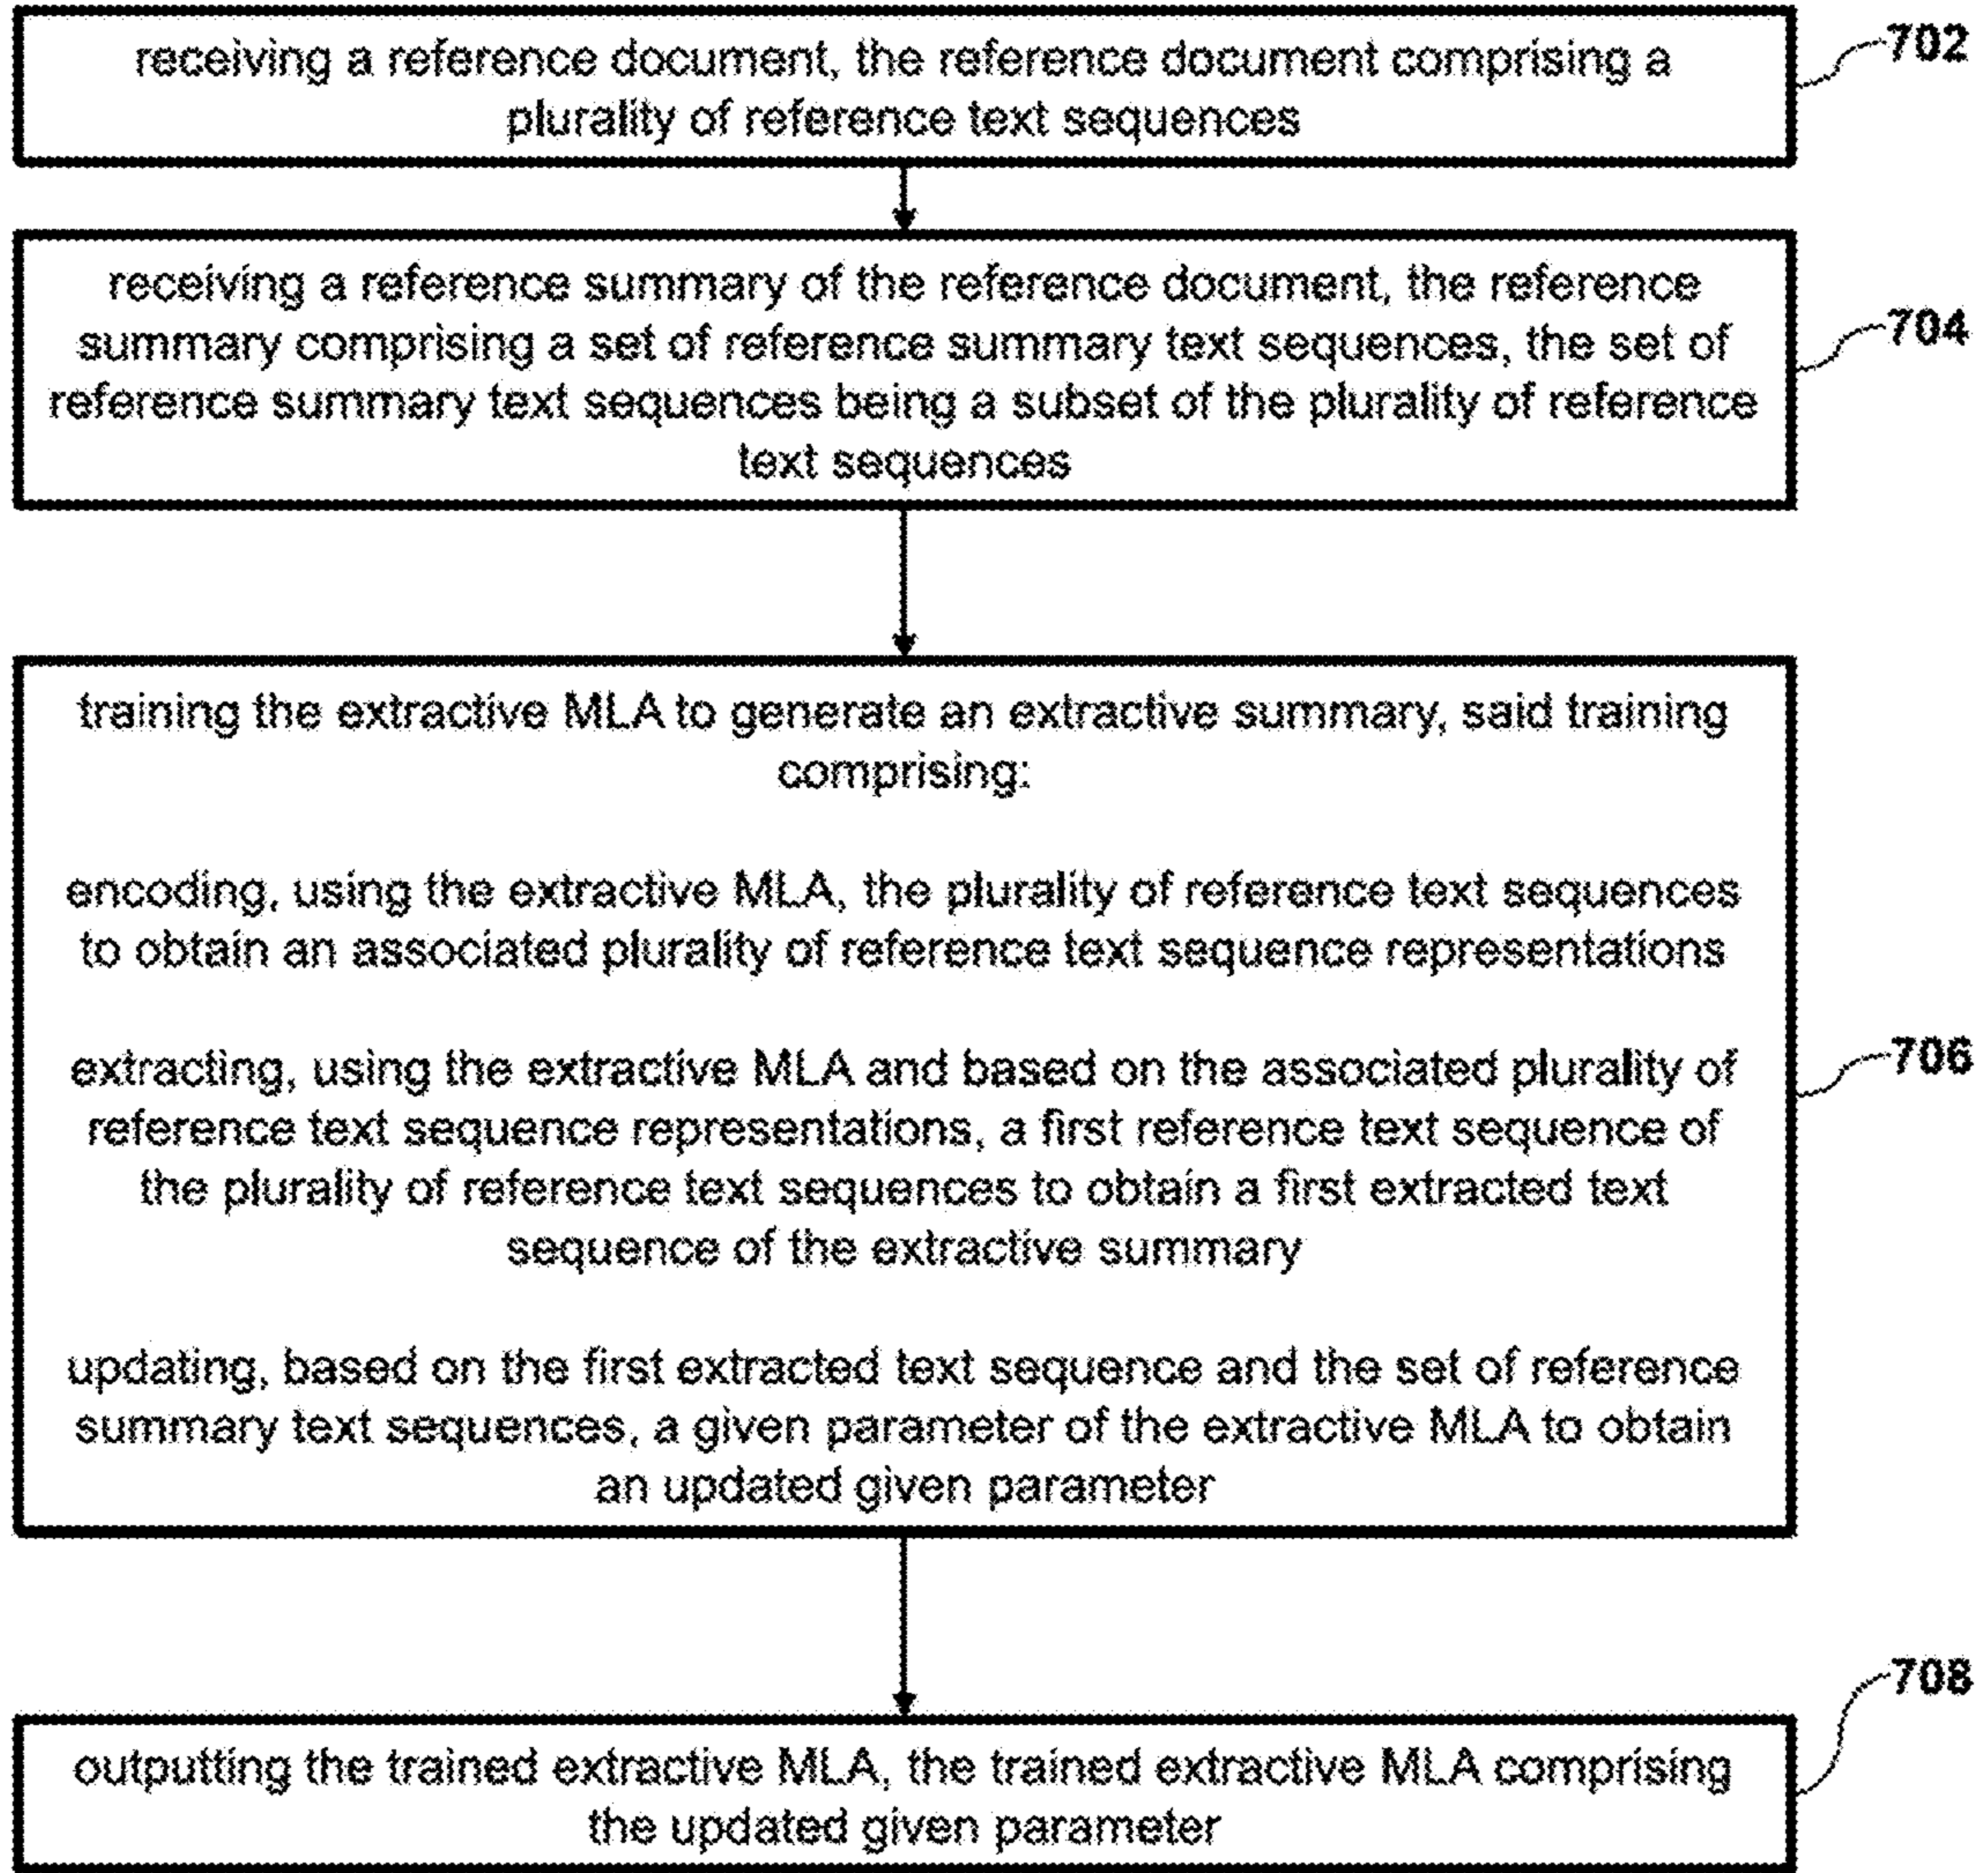 receiving a reference document, the reference document comprising a
plurality of reference text sequences
702
receiving a reference summary of the reference document, the reference
summary comprising a set of reference summary text sequences, the set of
reference summary text sequences being a subset of the plurality of reference
text sequences
704
training the extractive MLA to generate an extractive summary, said training
comprising:
encoding, using the extractive MLA, the plurality of reference text sequences
to obtain an associated plurality of reference text sequence representations
extracting, using the extractive MLA and based on the associated plurality of
reference text sequence representations, a first reference text sequence of
the plurality of reference text sequences to obtain a first extracted text
sequence of the extractive summary
updating, based on the first extracted text sequence and the set of reference
summary text sequences, a given parameter of the extractive MLA to obtain
an updated given parameter
706
outputting the trained extractive MLA, the trained extractive MLA comprising
the updated given parameter
708